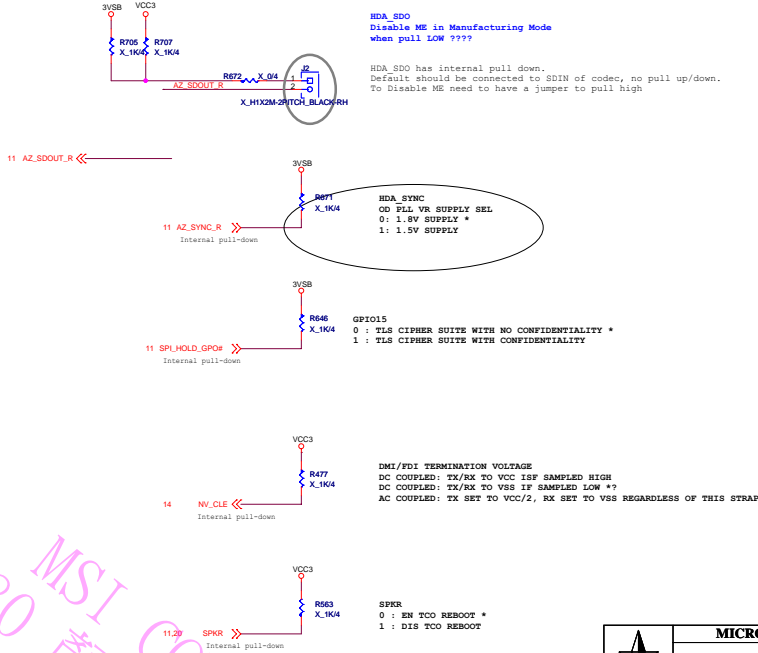 3VSB VCC3
R705 R707
X_1K/4 X_1K/4
R672 X_0/4
AZ_SDOUT_R
J2
1
2
X_H1X2M-2PITCH_BLACK-RH
HDA_SDO
Disable ME in Manufacturing Mode
when pull LOW ????
HDA_SDO has internal pull down.
Default should be connected to SDIN of codec, no pull up/down.
To Disable ME need to have a jumper to pull high
11 AZ_SDOUT_R
3VSB
R671
X_1K/4
11 AZ_SYNC_R
Internal pull-down
HDA_SYNC
OD PLL VR SUPPLY SEL
0: 1.8V SUPPLY *
1: 1.5V SUPPLY
3VSB
R646
X_1K/4
11 SPI_HOLD_GPO#
Internal pull-down
GPIO15
0 : TLS CIPHER SUITE WITH NO CONFIDENTIALITY *
1 : TLS CIPHER SUITE WITH CONFIDENTIALITY
VCC3
R477
X_1K/4
14 NV_CLE
Internal pull-down
DMI/FDI TERMINATION VOLTAGE
DC COUPLED: TX/RX TO VCC ISF SAMPLED HIGH
DC COUPLED: TX/RX TO VSS IF SAMPLED LOW *?
AC COUPLED: TX SET TO VCC/2, RX SET TO VSS REGARDLESS OF THIS STRAP
VCC3
R563
X_1K/4
11,20 SPKR
Internal pull-down
SPKR
0 : EN TCO REBOOT *
1 : DIS TCO REBOOT
MSI CO
MICRO